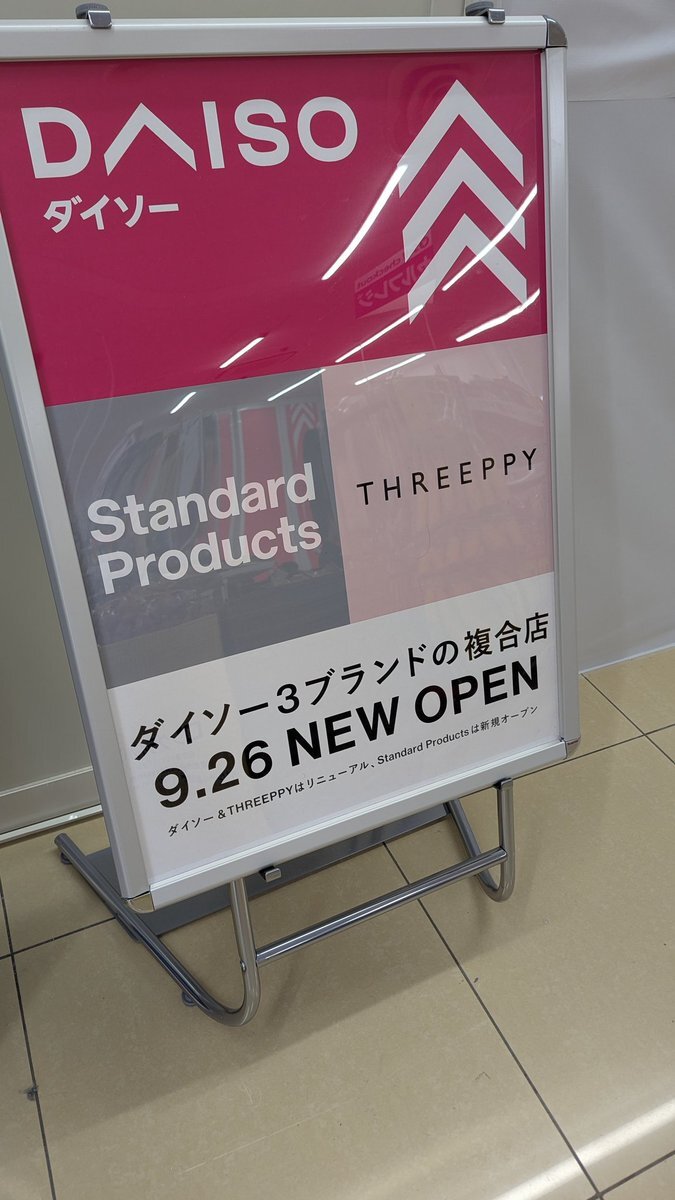 DAISO
ダイソー
Standard
Products
THREEPPY
ダイソー3ブランドの複合店
9.26 NEW OPEN
ダイソー＆THREEPPYはリニューアル、Standard Productsは新規オープン